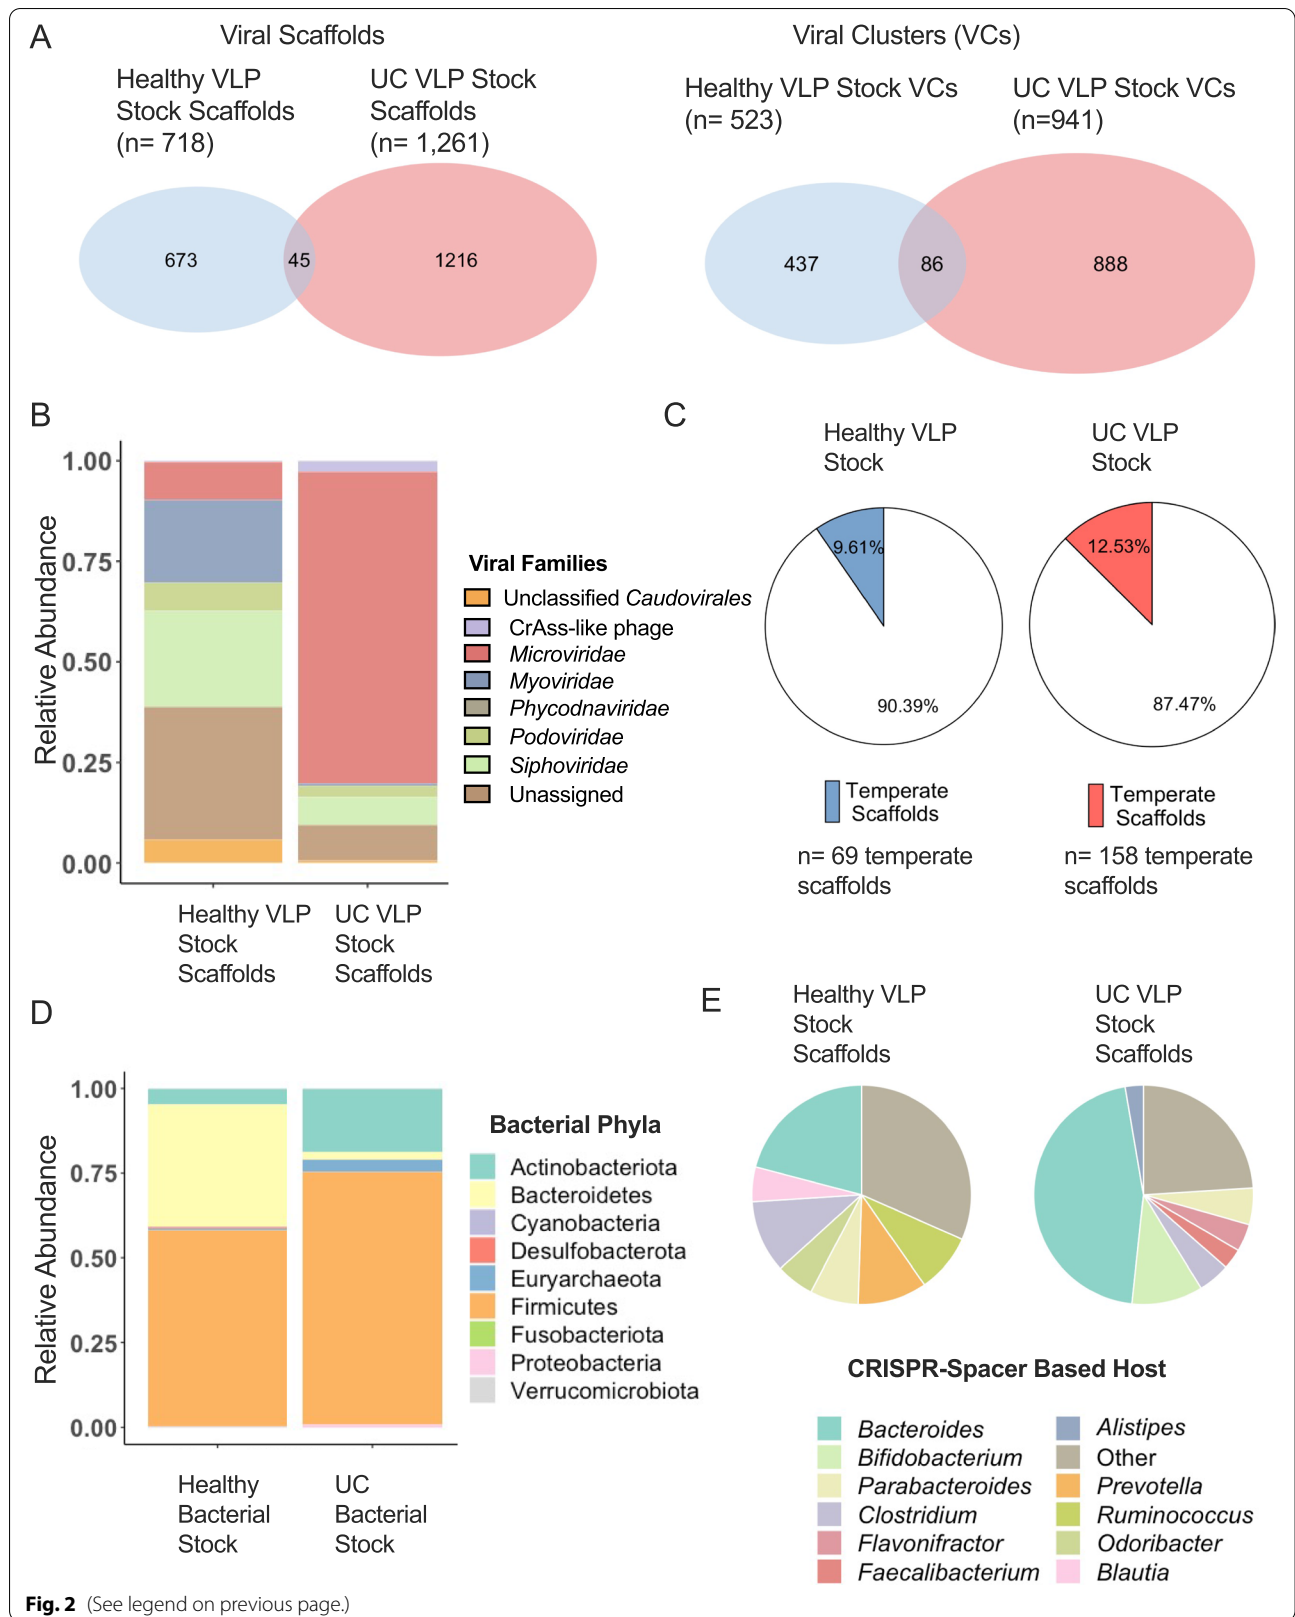 A
Viral Scaffolds
Healthy VLP
Stock Scaffolds
(n= 718)
UC VLP Stock
Scaffolds
(n= 1,261)
673
45
1216
Viral Clusters (VCs)
Healthy VLP Stock VCs
(n= 523)
UC VLP Stock VCs
(n=941)
437
86
888
B
Relative Abundance
1.00
0.75
0.50
0.25
0.00
Healthy VLP
Stock
Scaffolds
UC VLP
Stock
Scaffolds
Viral Families
Unclassified Caudovirales
CrAss-like phage
Microviridae
Myoviridae
Phycodnaviridae
Podoviridae
Siphoviridae
Unassigned
C
Healthy VLP
Stock
UC VLP
Stock
9.61%
90.39%
12.53%
87.47%
Temperate
Scaffolds
n= 69 temperate
scaffolds
Temperate
Scaffolds
n= 158 temperate
scaffolds
D
Relative Abundance
1.00
0.75
0.50
0.25
0.00
Healthy
Bacterial
Stock
UC
Bacterial
Stock
Bacterial Phyla
Actinobacteriota
Bacteroidetes
Cyanobacteria
Desulfobacterota
Euryarchaeota
Firmicutes
Fusobacteriota
Proteobacteria
Verrucomicrobiota
E
Healthy VLP
Stock
Scaffolds
UC VLP
Stock
Scaffolds
CRISPR-Spacer Based Host
Bacteroides
Bifidobacterium
Parabacteroides
Clostridium
Flavonifractor
Faecalibacterium
Alistipes
Other
Prevotella
Ruminococcus
Odoribacter
Blautia
Fig. 2 (See legend on previous page.)